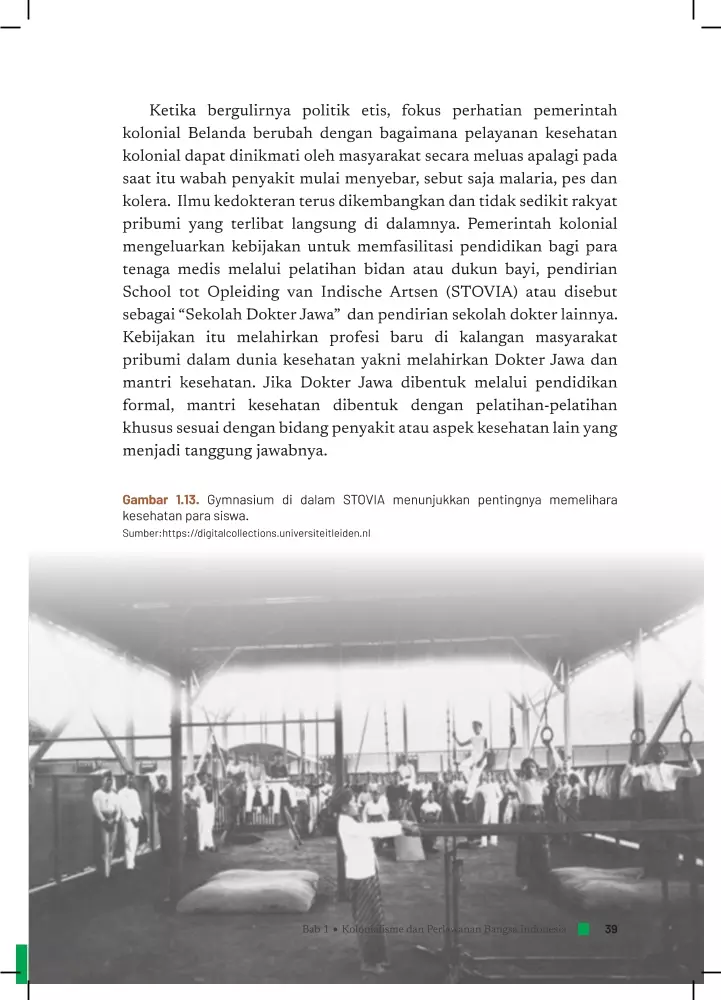 Ketika bergulirnya politik etis, fokus perhatian pemerintah
kolonial Belanda berubah dengan bagaimana pelayanan kesehatan
kolonial dapat dinikmati oleh masyarakat secara meluas apalagi pada
saat itu wabah penyakit mulai menyebar, sebut saja malaria, pes dan
kolera. Ilmu kedokteran terus dikembangkan dan tidak sedikit rakyat
pribumi yang terlibat langsung di dalamnya. Pemerintah kolonial
mengeluarkan kebijakan untuk memfasilitasi pendidikan bagi para
tenaga medis melalui pelatihan bidan atau dukun bayi, pendirian
School tot Opleiding van Indische Artsen (STOVIA) atau disebut
sebagai “Sekolah Dokter Jawa” dan pendirian sekolah dokter lainnya.
Kebijakan itu melahirkan profesi baru di kalangan masyarakat
pribumi dalam dunia kesehatan yakni melahirkan Dokter Jawa dan
mantri kesehatan. Jika Dokter Jawa dibentuk melalui pendidikan
formal, mantri kesehatan dibentuk dengan pelatihan-pelatihan
khusus sesuai dengan bidang penyakit atau aspek kesehatan lain yang
menjadi tanggung jawabnya.
Gambar 1.13. Gymnasium di dalam STOVIA menunjukkan pentingnya memelihara
kesehatan para siswa.
Sumber:https://digitalcollections.universiteitleiden.nl
Bab 1 • Kolonialisme dan Perlawanan Bangsa Indonesia 39